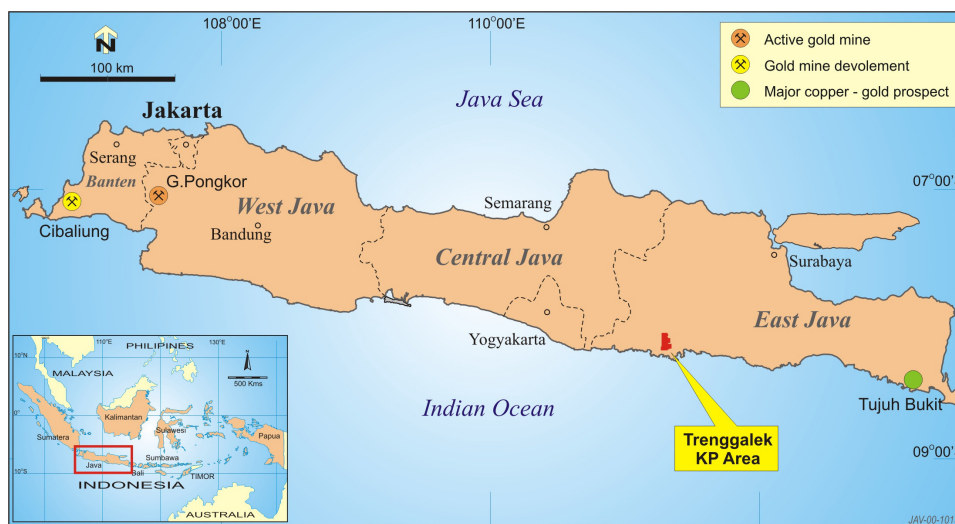 108°00'E
110°00'E
N
100 km
Active gold mine
Gold mine devolement
Major copper - gold prospect
Java Sea
Jakarta
Serang
Banten
G.Pongkor
07°00'
West Java
Semarang
Cibaliung
Bandung
Central Java
Surabaya
East Java
Yogyakarta
Tujuh Bukit
Indian Ocean
Trenggalek
KP Area
09°00'
110°E
PHILIPINES
130°E
N
10°N
500 Kms
MALAYSIA
0°
Kalimantan
Sulawesi
Sumatera
Papua
Java
Bali
Sumbawa
10°S
TIMOR
INDONESIA
AUSTRALIA
JAV-00-101